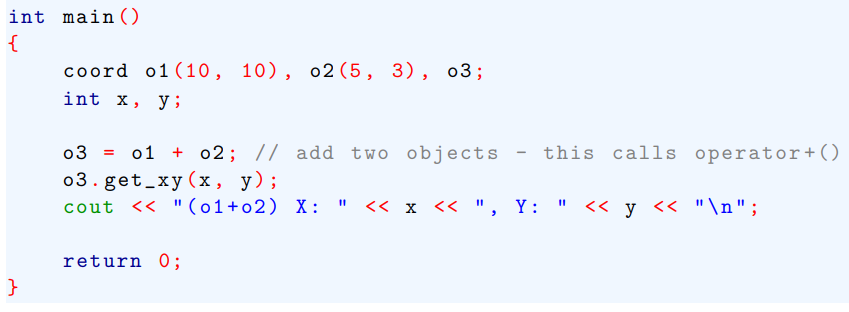 int main()
{
    coord o1(10, 10), o2(5, 3), o3;
    int x, y;

    o3 = o1 + o2; // add two objects - this calls operator+()
    o3.get_xy(x, y);
    cout << "(o1+o2) X: " << x << ", Y: " << y << "\n";

    return 0;
}